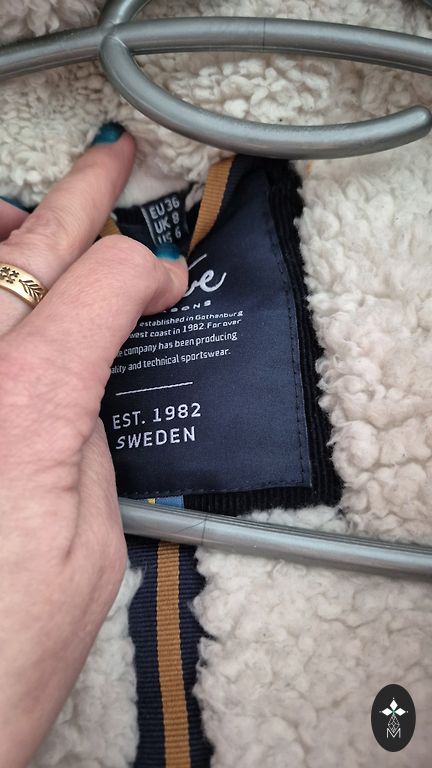 EU 36
UK 8
US 6
SONS
established in Gothenburg
west coast in 1982. For over
company has been producing
and technical sportswear.
EST. 1982
SWEDEN